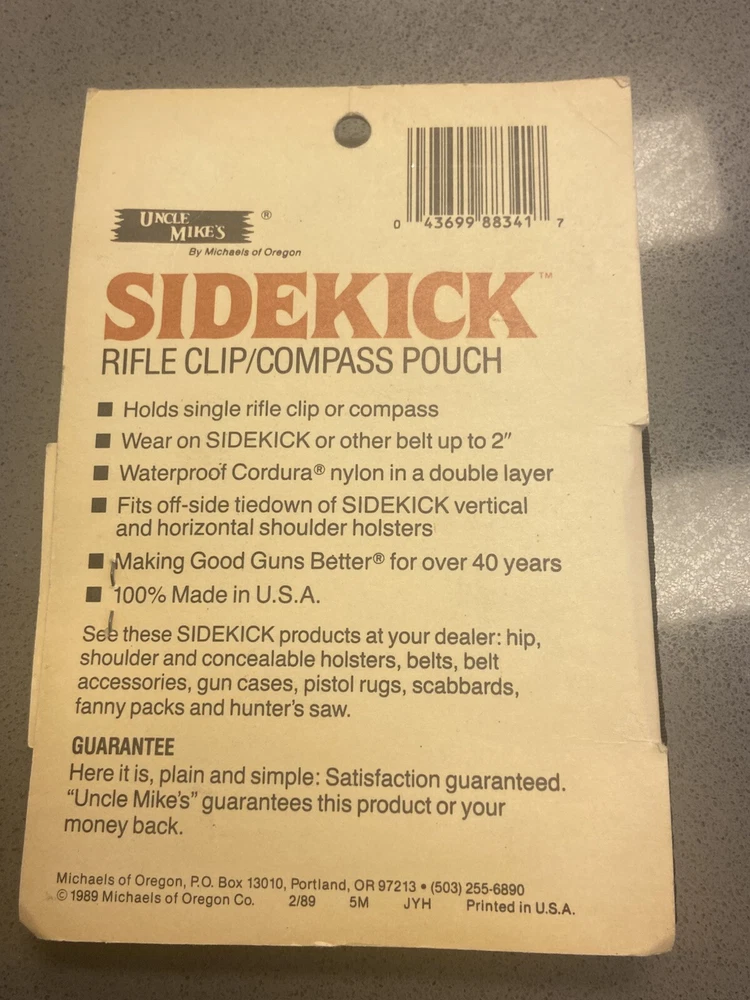 0 43699 88341 7
UNCLE
MIKE'S ®
By Michaels of Oregon
SIDEKICK™
RIFLE CLIP/COMPASS POUCH
■ Holds single rifle clip or compass
■ Wear on SIDEKICK or other belt up to 2"
■ Waterproof Cordura® nylon in a double layer
■ Fits off-side tiedown of SIDEKICK vertical
and horizontal shoulder holsters
■ Making Good Guns Better® for over 40 years
■ 100% Made in U.S.A.
See these SIDEKICK products at your dealer: hip,
shoulder and concealable holsters, belts, belt
accessories, gun cases, pistol rugs, scabbards,
fanny packs and hunter's saw.
GUARANTEE
Here it is, plain and simple: Satisfaction guaranteed.
"Uncle Mike's" guarantees this product or your
money back.
Michaels of Oregon, P.O. Box 13010, Portland, OR 97213 • (503) 255-6890
© 1989 Michaels of Oregon Co. 2/89 5M JYH Printed in U.S.A.